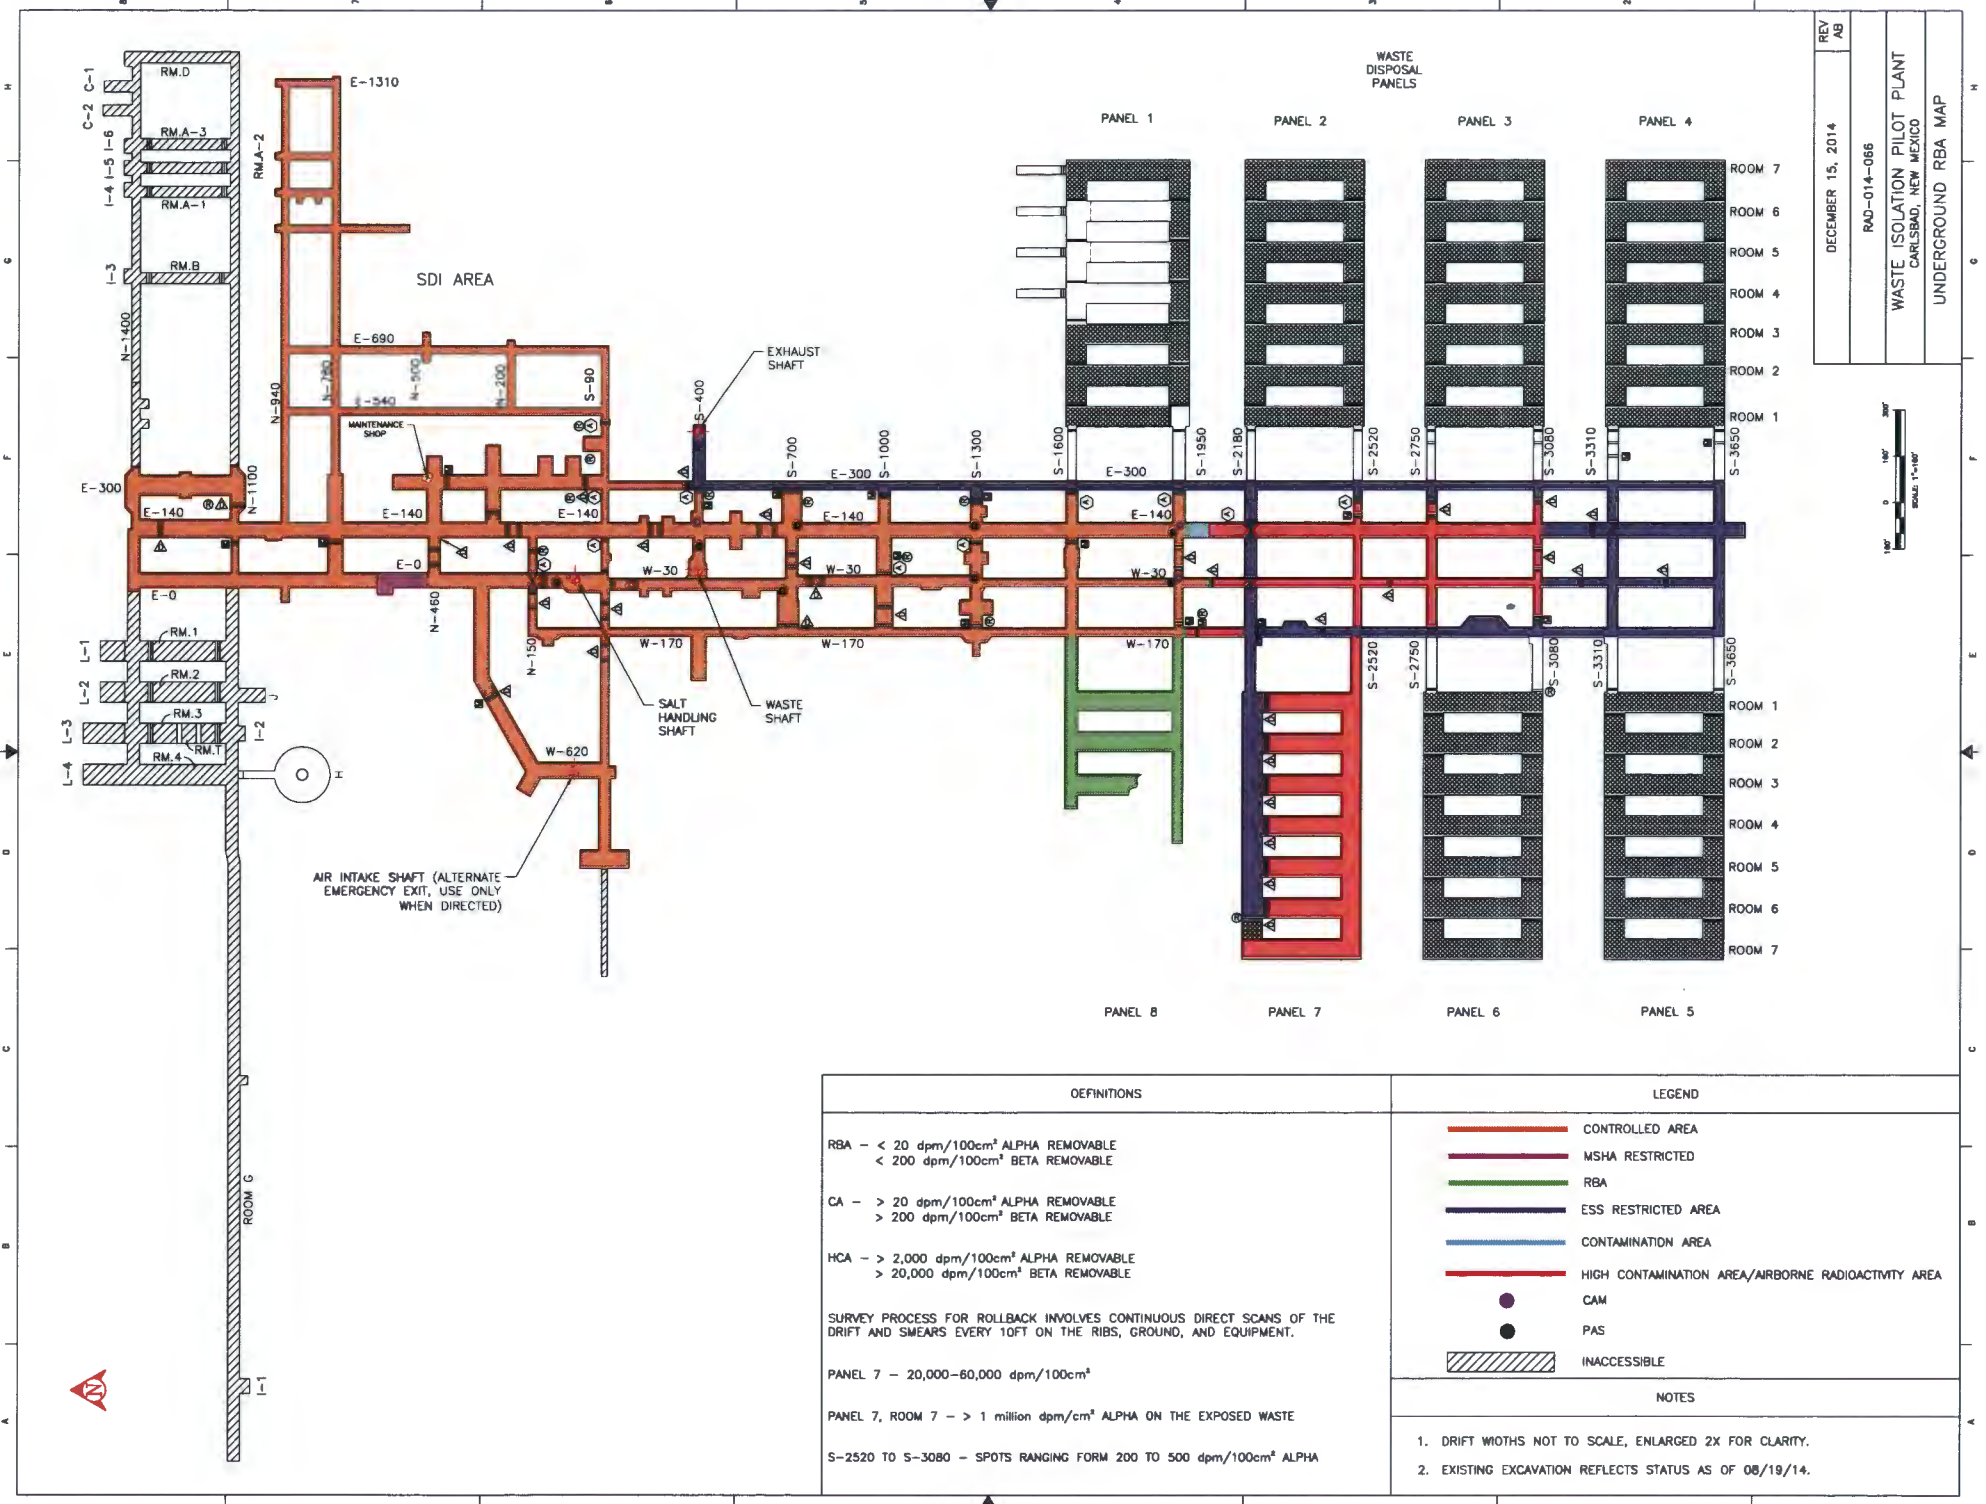 WASTE
DISPOSAL
PANELS
PANEL 1
PANEL 2
PANEL 3
PANEL 4
ROOM 7
ROOM 6
ROOM 5
ROOM 4
ROOM 3
ROOM 2
ROOM 1
REV
AB
DECEMBER 15, 2014
RAD-014-066
WASTE ISOLATION PILOT PLANT
CARLSBAD, NEW MEXICO
UNDERGROUND RBA MAP
300'
160'
0
160'
SCALE: 1"=160'
C-1
C-2
I-6
I-5
I-4
I-3
RM.D
RM.A-3
RM.A-1
RM.B
N-1400
RM.A-2
E-1310
SDI AREA
E-690
N-940
N-780
N-500
N-200
S-90
E-540
MAINTENANCE
SHOP
EXHAUST
SHAFT
S-400
S-700
S-1000
S-1300
S-1600
S-1950
S-2180
S-2520
S-2750
S-3080
S-3310
S-3650
E-300
N-1100
E-300
E-300
E-140
E-140
E-140
E-140
E-140
E-0
E-0
W-30
W-30
W-30
N-460
N-150
W-170
W-170
W-170
S-2520
S-2750
S-3080
S-3310
S-3650
L-1
L-2
L-3
L-4
RM.1
RM.2
RM.3
RM.T
RM.4
J
I-2
H
W-620
SALT
HANDLING
SHAFT
WASTE
SHAFT
AIR INTAKE SHAFT (ALTERNATE
EMERGENCY EXIT, USE ONLY
WHEN DIRECTED)
ROOM 1
ROOM 2
ROOM 3
ROOM 4
ROOM 5
ROOM 6
ROOM 7
PANEL 8
PANEL 7
PANEL 6
PANEL 5
ROOM G
I-1
N
DEFINITIONS
RBA - < 20 dpm/100cm² ALPHA REMOVABLE
< 200 dpm/100cm² BETA REMOVABLE
CA - > 20 dpm/100cm² ALPHA REMOVABLE
> 200 dpm/100cm² BETA REMOVABLE
HCA - > 2,000 dpm/100cm² ALPHA REMOVABLE
> 20,000 dpm/100cm² BETA REMOVABLE
SURVEY PROCESS FOR ROLLBACK INVOLVES CONTINUOUS DIRECT SCANS OF THE
DRIFT AND SMEARS EVERY 10FT ON THE RIBS, GROUND, AND EQUIPMENT.
PANEL 7 - 20,000-60,000 dpm/100cm²
PANEL 7, ROOM 7 - > 1 million dpm/cm² ALPHA ON THE EXPOSED WASTE
S-2520 TO S-3080 - SPOTS RANGING FORM 200 TO 500 dpm/100cm² ALPHA
LEGEND
CONTROLLED AREA
MSHA RESTRICTED
RBA
ESS RESTRICTED AREA
CONTAMINATION AREA
HIGH CONTAMINATION AREA/AIRBORNE RADIOACTIVITY AREA
CAM
PAS
INACCESSIBLE
NOTES
1. DRIFT WIDTHS NOT TO SCALE, ENLARGED 2X FOR CLARITY.
2. EXISTING EXCAVATION REFLECTS STATUS AS OF 08/19/14.